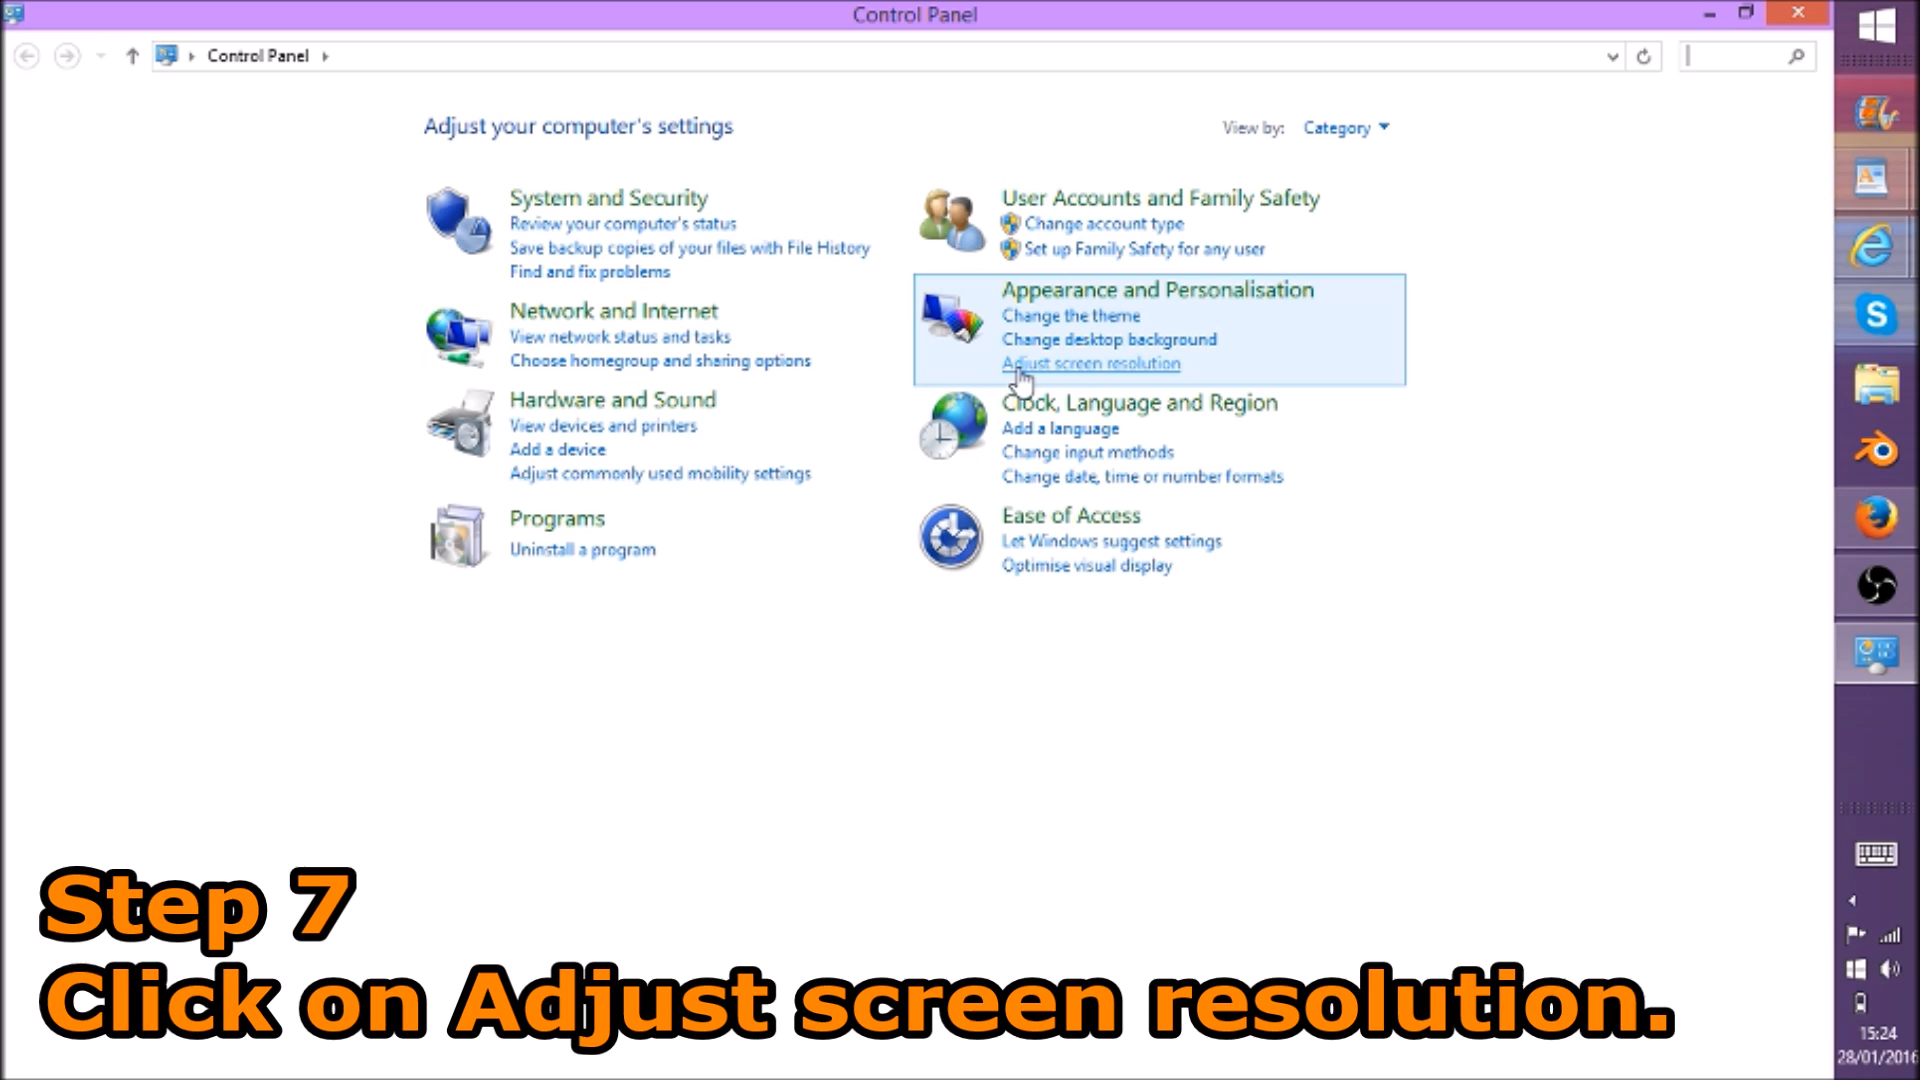 Control Panel
Control Panel
Adjust your computer's settings
View by: Category
System and Security
Review your computer's status
Save backup copies of your files with File History
Find and fix problems
Network and Internet
View network status and tasks
Choose homegroup and sharing options
Hardware and Sound
View devices and printers
Add a device
Adjust commonly used mobility settings
Programs
Uninstall a program
User Accounts and Family Safety
Change account type
Set up Family Safety for any user
Appearance and Personalisation
Change the theme
Change desktop background
Adjust screen resolution
Clock, Language and Region
Add a language
Change input methods
Change date, time or number formats
Ease of Access
Let Windows suggest settings
Optimise visual display
15:24
28/01/2016
Step 7
Click on Adjust screen resolution.